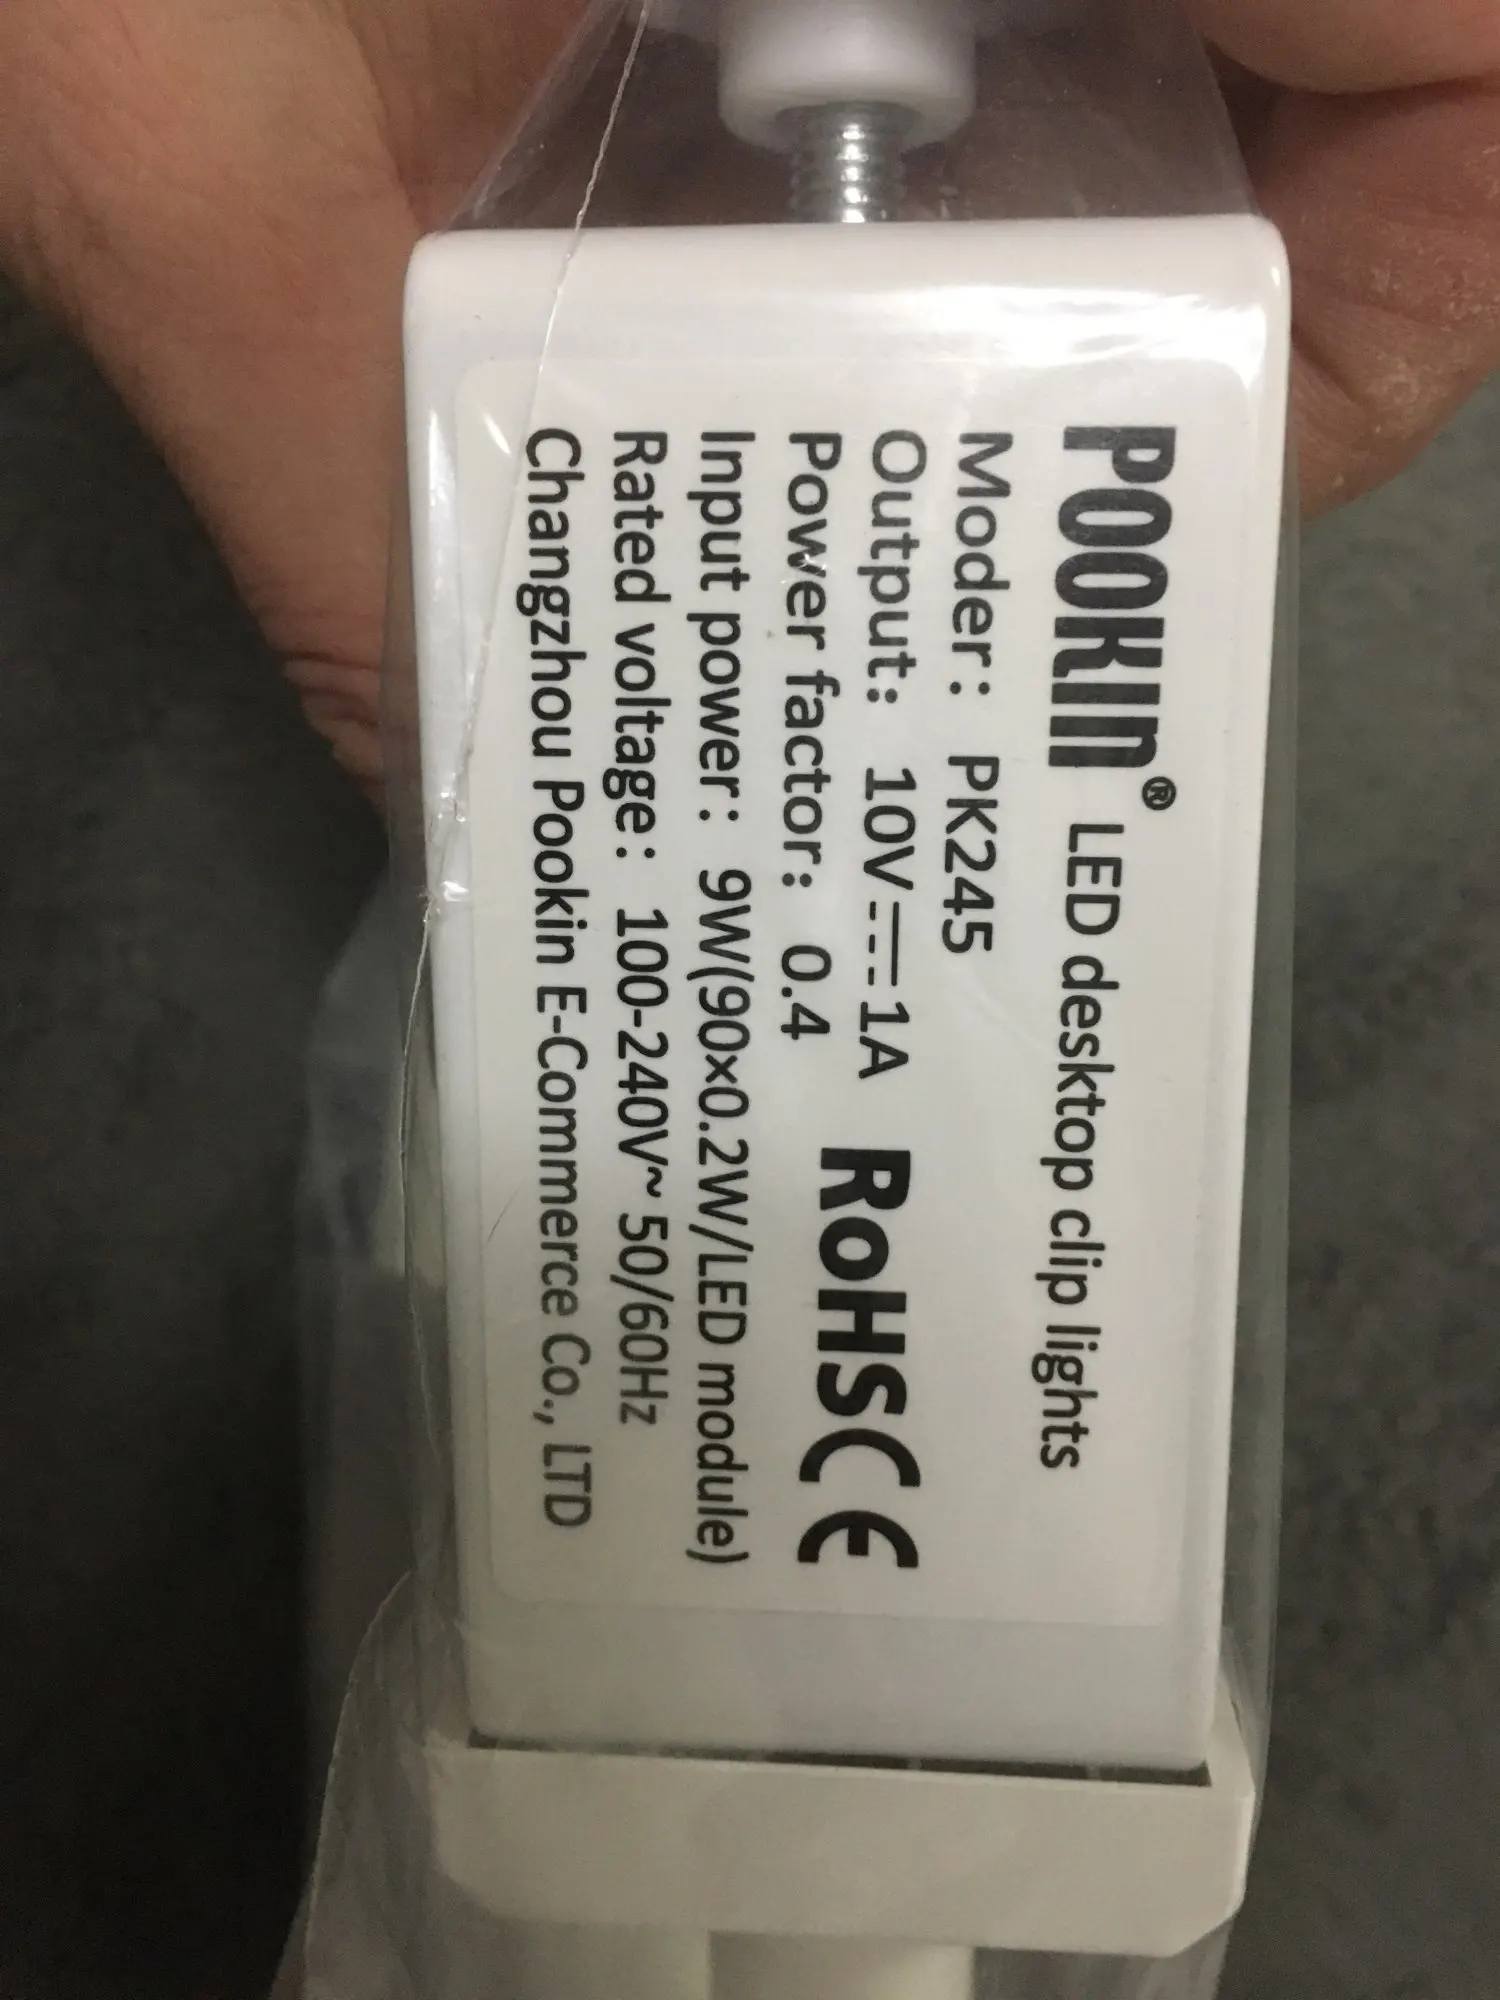 POOKIN® LED desktop clip lights
Moder: PK245
Output: 10V⎓1A
Power factor: 0.4
RoHS CE
Input power: 9W(90×0.2W/LED module)
Rated voltage: 100-240V~ 50/60Hz
Changzhou Pookin E-Commerce Co., LTD